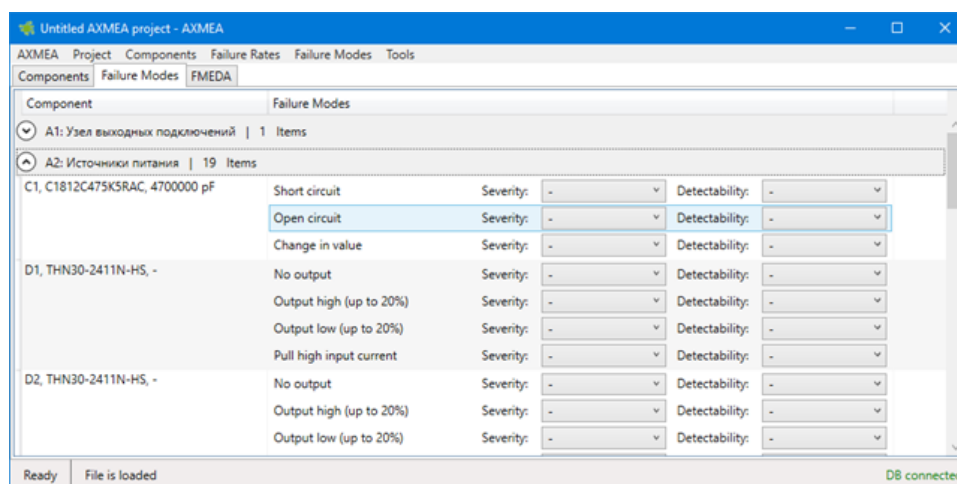 Untitled AXMEA project - AXMEA
AXMEA Project Components Failure Rates Failure Modes Tools
Components Failure Modes FMEDA
Component Failure Modes
A1: Узел выходных подключений | 1 Items
A2: Источники питания | 19 Items
C1, C1812C475K5RAC, 4700000 pF Short circuit Severity: - Detectability: -
Open circuit Severity: - Detectability: -
Change in value Severity: - Detectability: -
D1, THN30-2411N-HS, - No output Severity: - Detectability: -
Output high (up to 20%) Severity: - Detectability: -
Output low (up to 20%) Severity: - Detectability: -
Pull high input current Severity: - Detectability: -
D2, THN30-2411N-HS, - No output Severity: - Detectability: -
Output high (up to 20%) Severity: - Detectability: -
Output low (up to 20%) Severity: - Detectability: -
Ready File is loaded DB connected